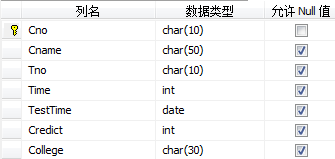 列名 数据类型 允许 Null 值
Cno char(10)
Cname char(50)
Tno char(10)
Time int
TestTime date
Credict int
College char(30)